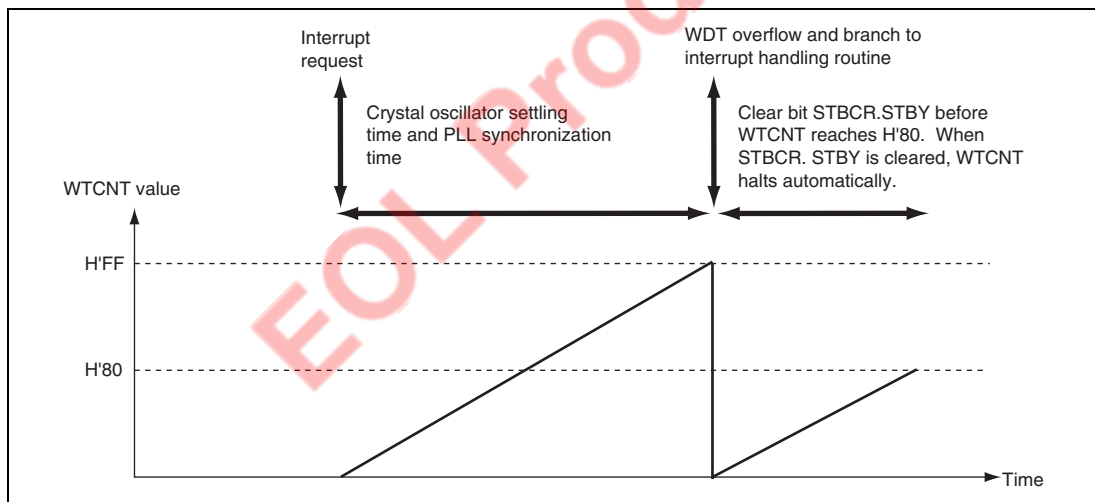 Interrupt
request
WDT overflow and branch to
interrupt handling routine
Crystal oscillator settling
time and PLL synchronization
time
Clear bit STBCR.STBY before
WTCNT reaches H'80. When
STBCR. STBY is cleared, WTCNT
halts automatically.
WTCNT value
H'FF
H'80
Time
EOL Prod